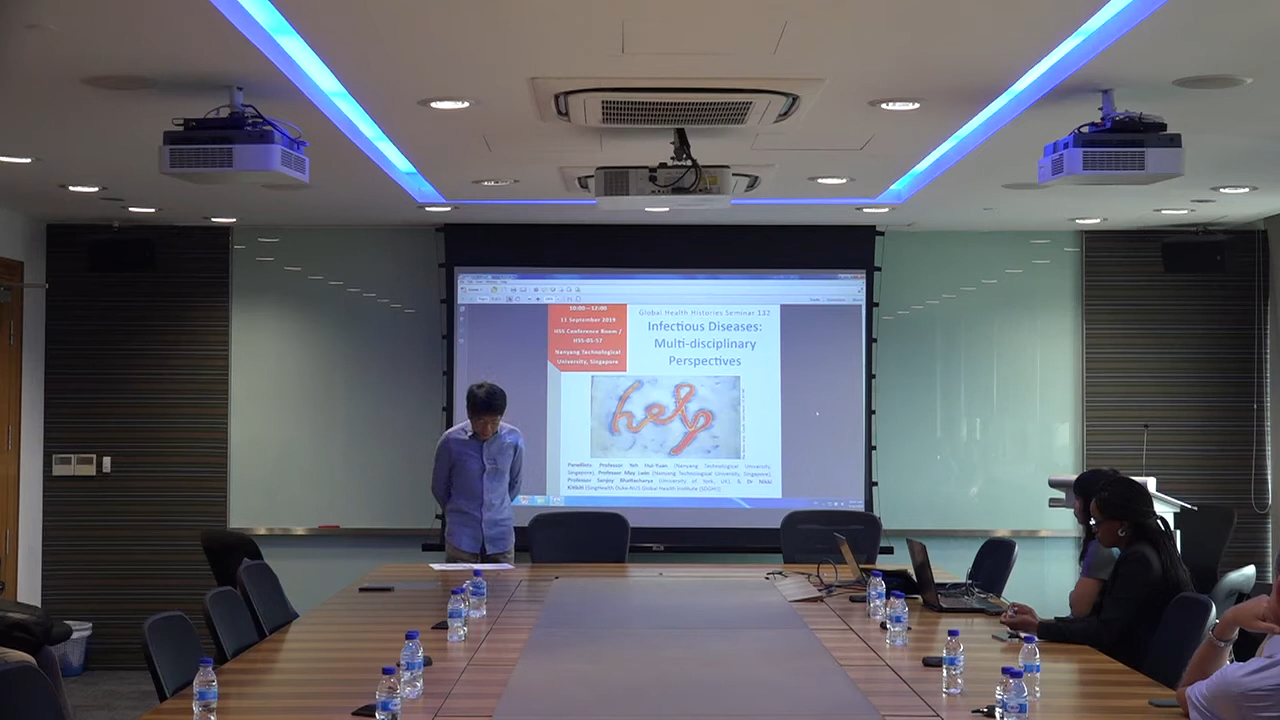 10:00—12:00
11 September 2019
HSS Conference Room /
HSS-05-57
Nanyang Technological
University, Singapore
Global Health Histories Seminar 132
Infectious Diseases:
Multi-disciplinary
Perspectives
help
Panellists: Professor Yeh Hui-Yuan (Nanyang Technological University,
Singapore), Professor May Lwin (Nanyang Technological University, Singapore),
Professor Sanjoy Bhattacharya (University of York, UK) & Dr Nikki
(SingHealth Duke-NUS Global Health Institute (SDGHI))